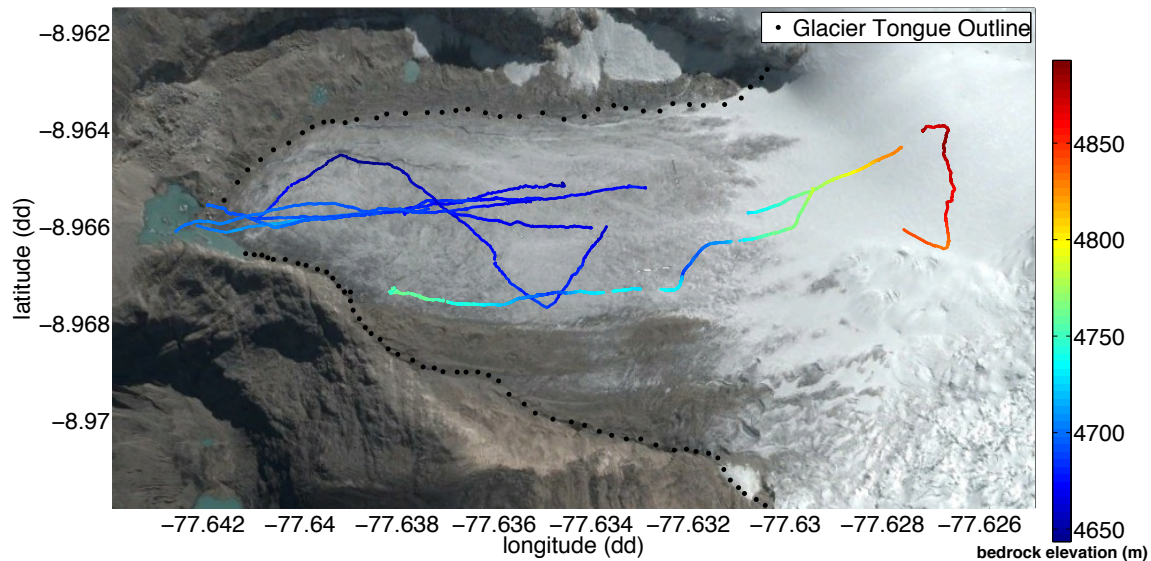 Glacier Tongue Outline
−8.962
−8.964
−8.966
−8.968
−8.97
latitude (dd)
−77.642 −77.64 −77.638 −77.636 −77.634 −77.632 −77.63 −77.628 −77.626
longitude (dd)
4850
4800
4750
4700
4650
bedrock elevation (m)